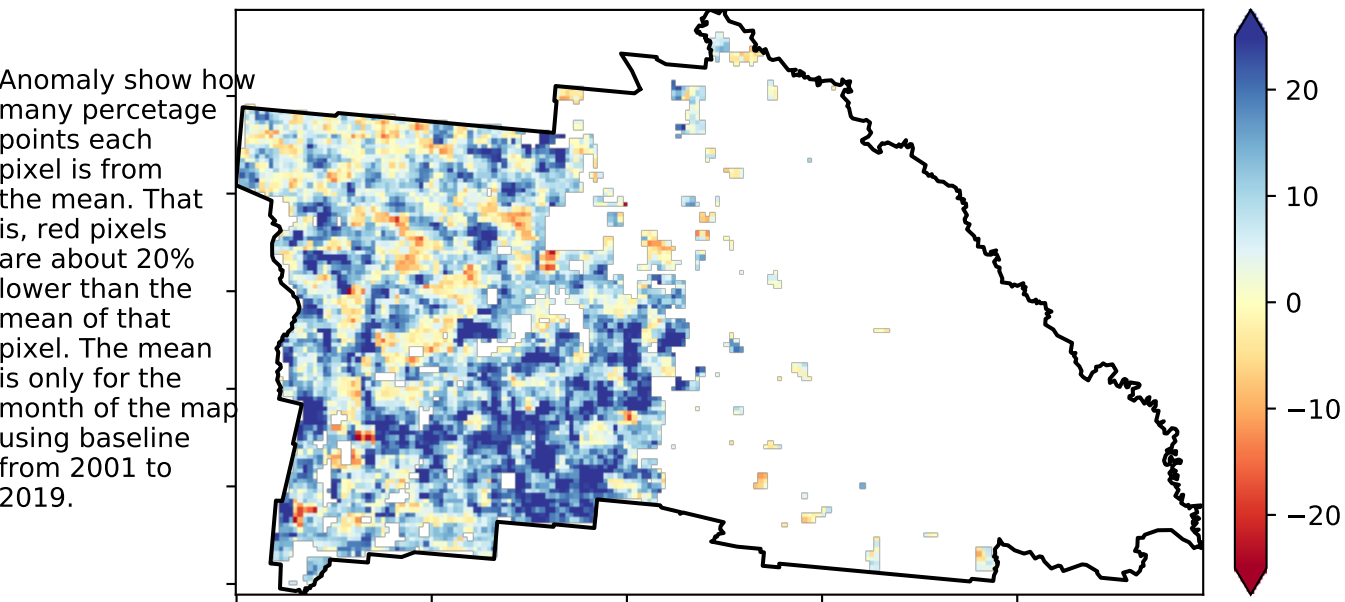 Anomaly show how
many percetage
points each
pixel is from
the mean. That
is, red pixels
are about 20%
lower than the
mean of that
pixel. The mean
is only for the
month of the map
using baseline
from 2001 to
2019.
20
10
0
−10
−20